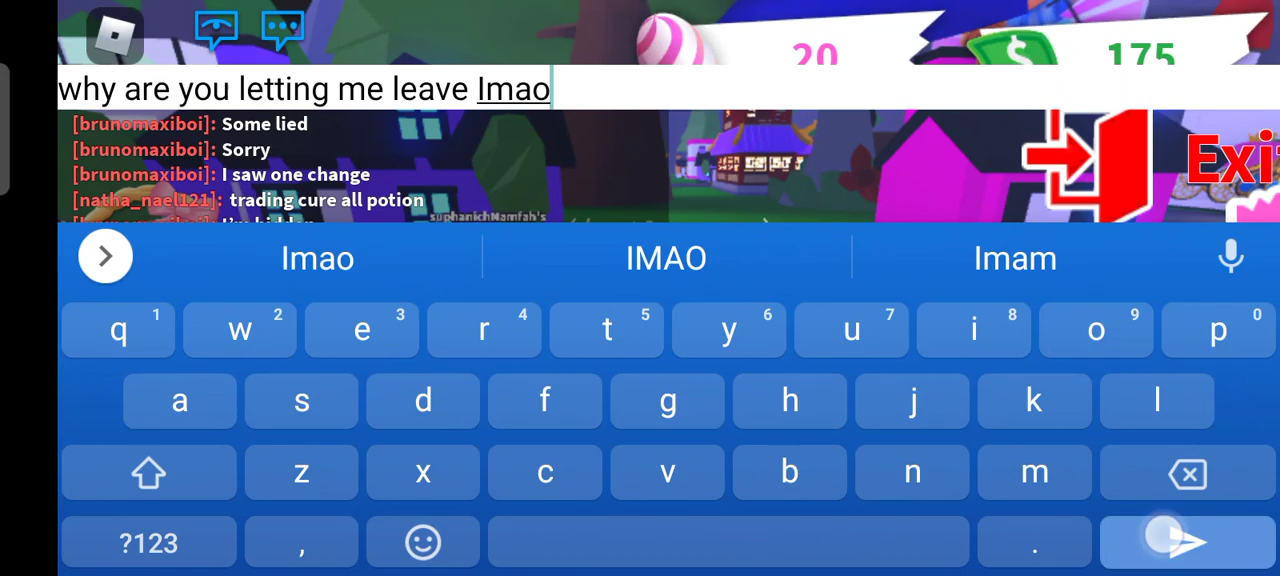 20
175
why are you letting me leave lmao
[brunomaxiboi]: Some lied
[brunomaxiboi]: Sorry
[brunomaxiboi]: I saw one change
[natha_nael121]: trading cure all potion
Exi
lmao LMAO Imam
q 1 w 2 e 3 r 4 t 5 y 6 u 7 i 8 o 9 p 0
a s d f g h j k l
z x c v b n m
?123 , .